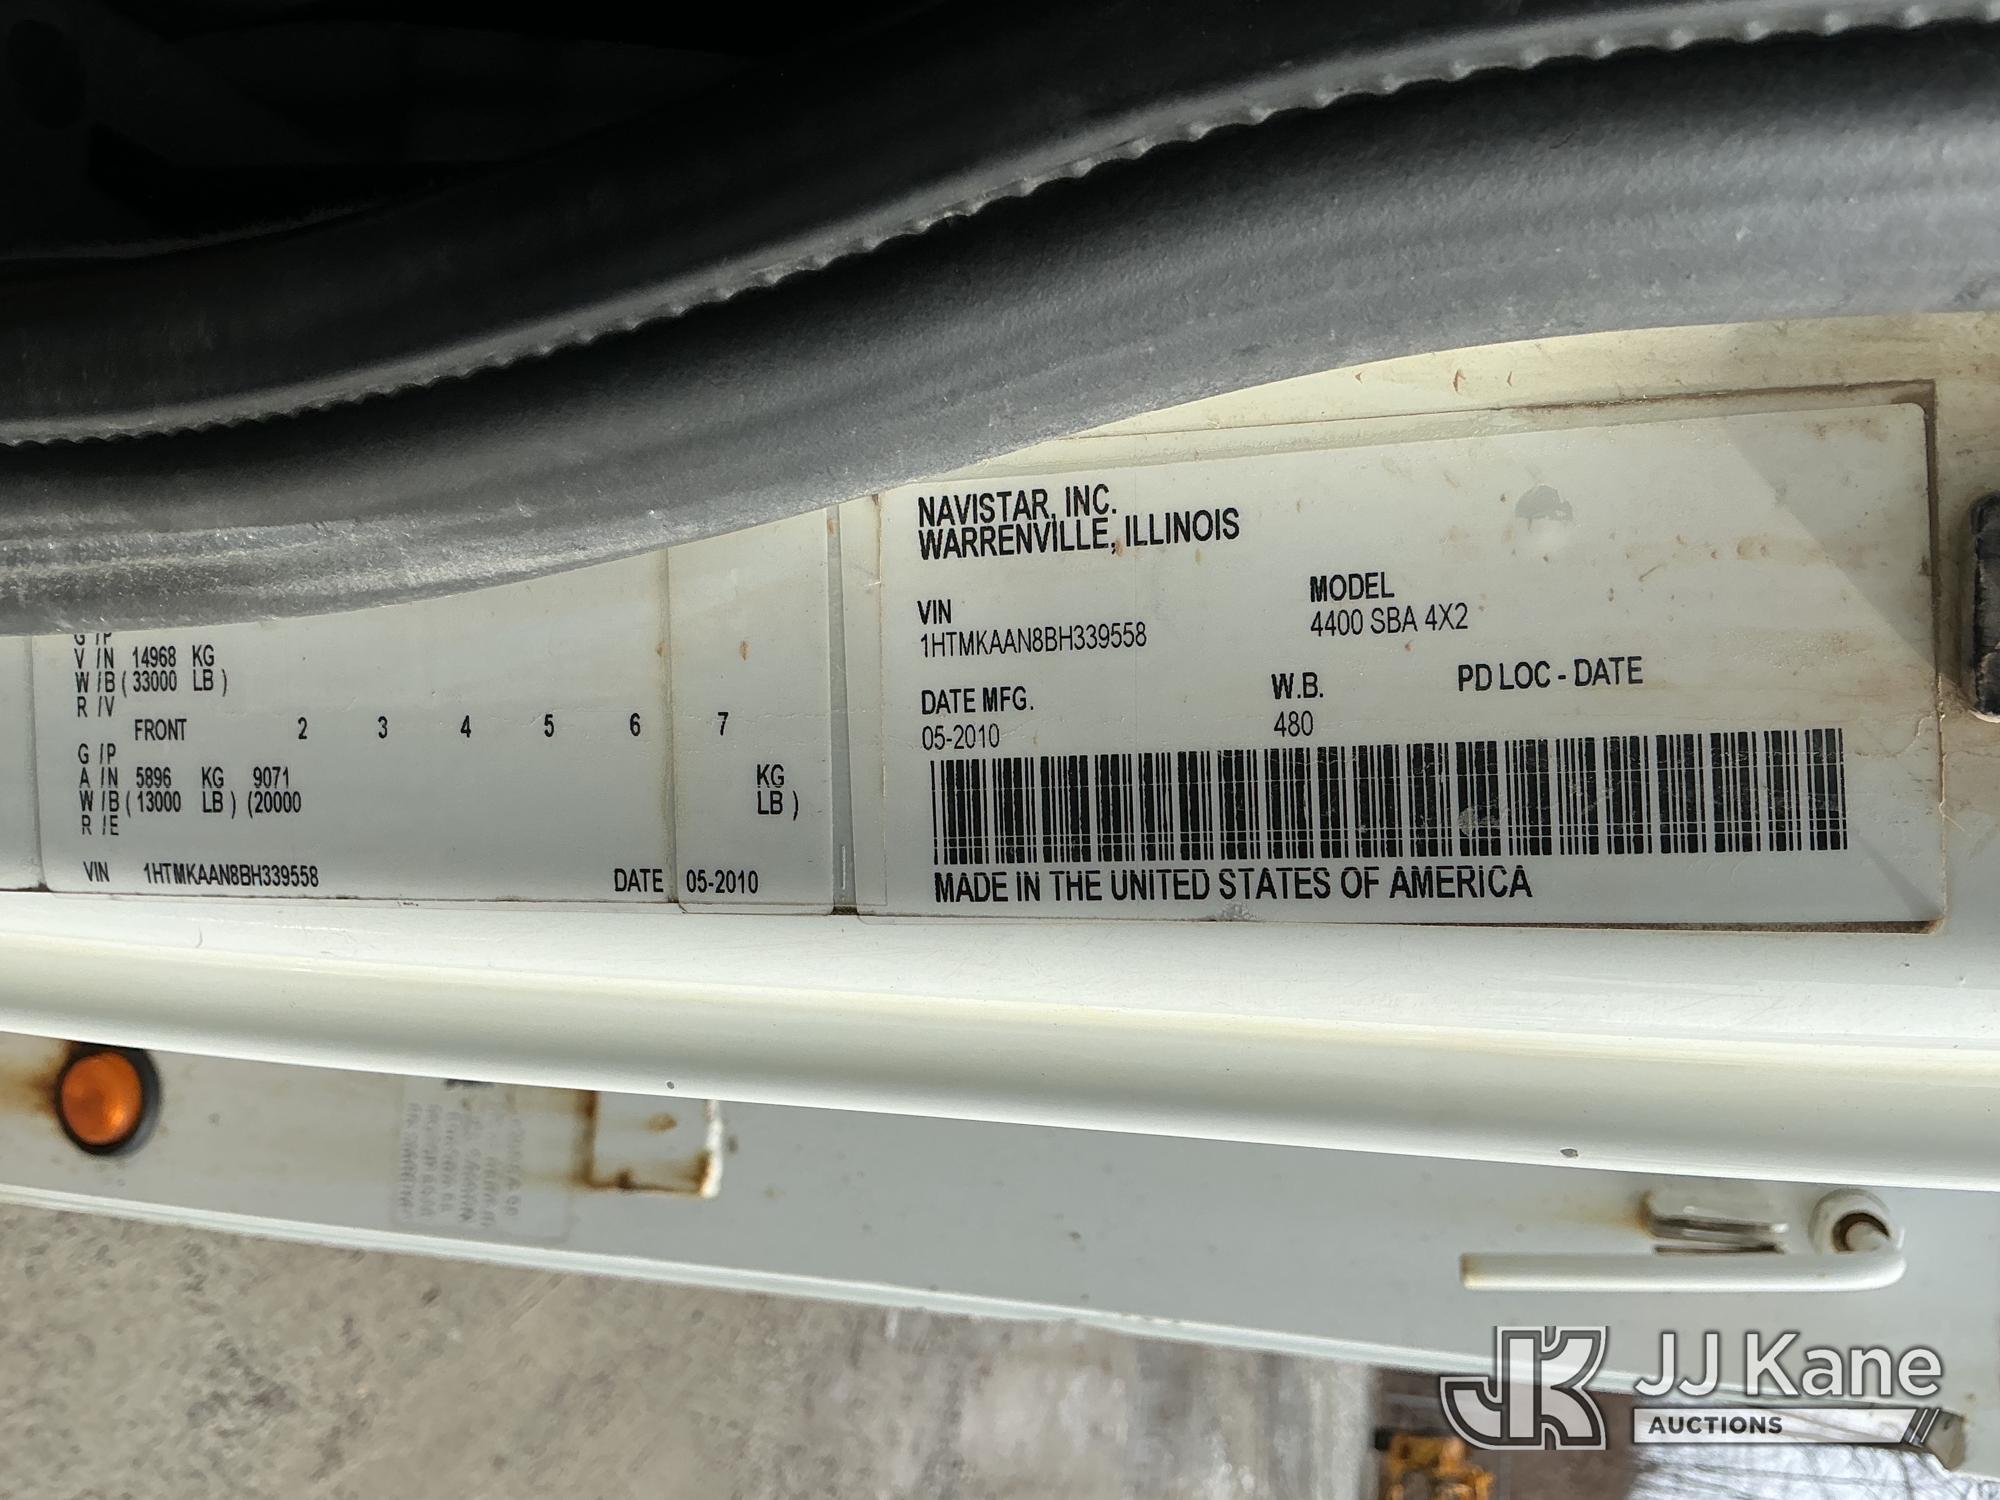 NAVISTAR, INC.
WARRENVILLE, ILLINOIS
VIN
1HTMKAAN8BH339558
MODEL
4400 SBA 4X2
DATE MFG.
05-2010
W.B.
480
PD LOC - DATE
MADE IN THE UNITED STATES OF AMERICA
G /P
V /N 14968 KG
W /B ( 33000 LB )
R /V
FRONT 2 3 4 5 6 7
G /P
A /N 5896 KG 9071 KG
W /B ( 13000 LB ) (20000 LB )
R /E
VIN 1HTMKAAN8BH339558 DATE 05-2010
JK JJ Kane
AUCTIONS